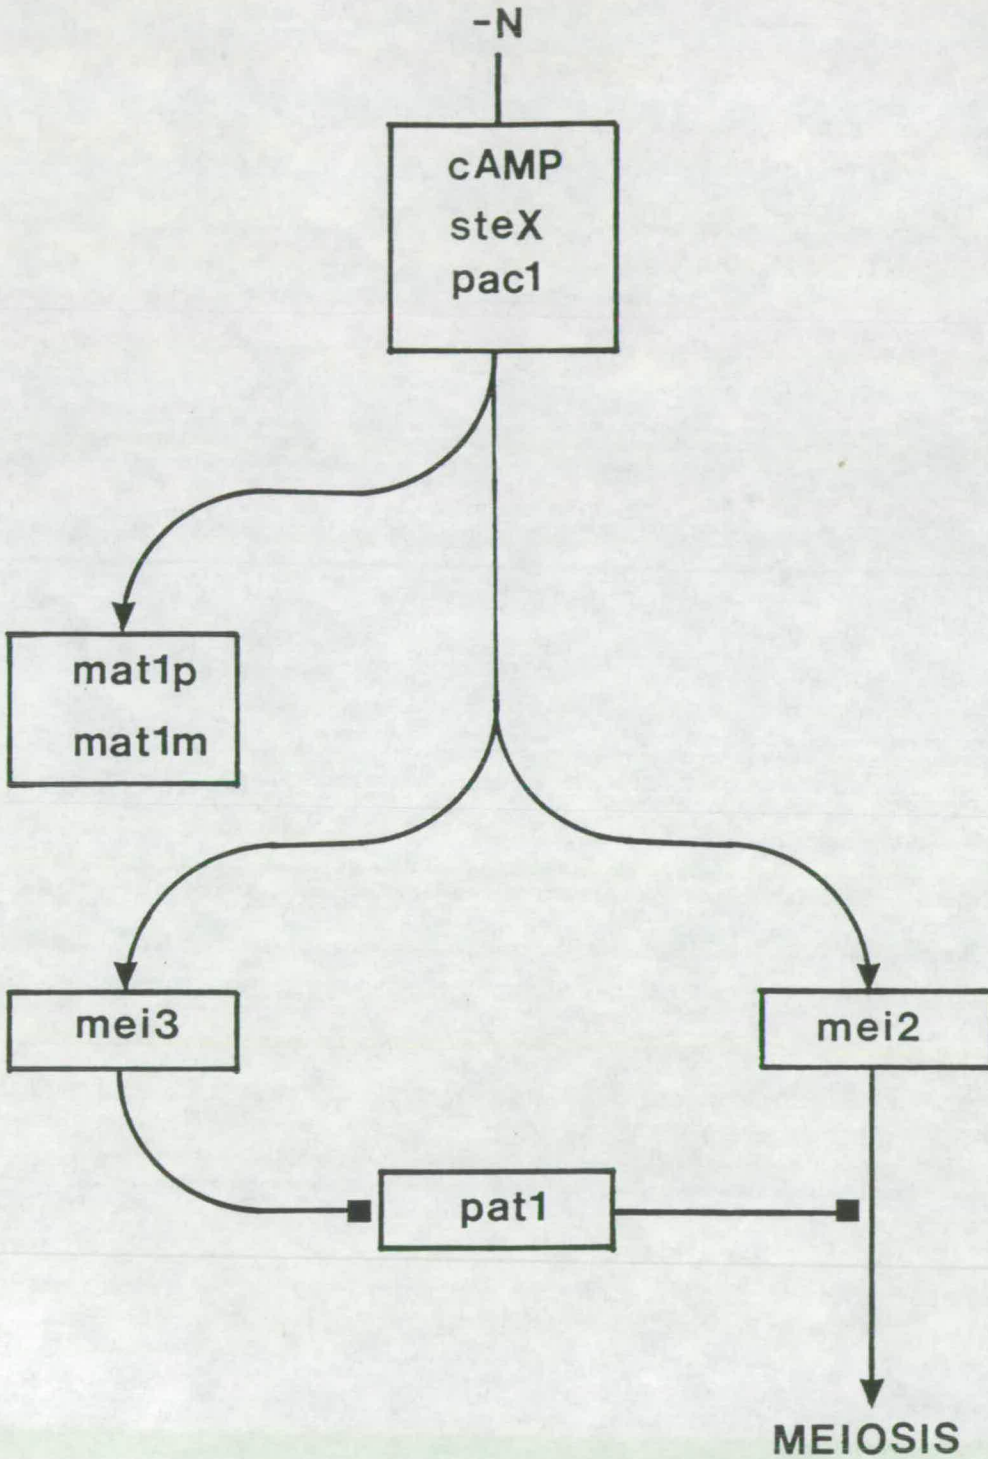 -N
cAMP
steX
pac1
mat1p
mat1m
mei3
mei2
pat1
MEIOSIS